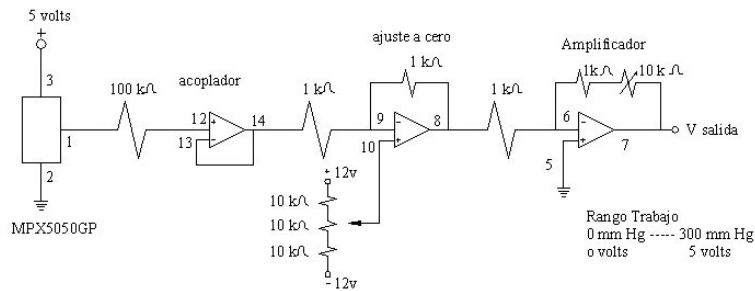 5 volts
+
3
1
2
MPX5050GP
100 kΩ
acoplador
12
+
13
-
14
1 kΩ
ajuste a cero
1 kΩ
9
-
10
+
8
+ 12v
10 kΩ
10 kΩ
10 kΩ
- 12v
1 kΩ
Amplificador
1kΩ
10 k Ω
6
-
5
+
7
V salida
Rango Trabajo
0 mm Hg ----- 300 mm Hg
o volts 5 volts